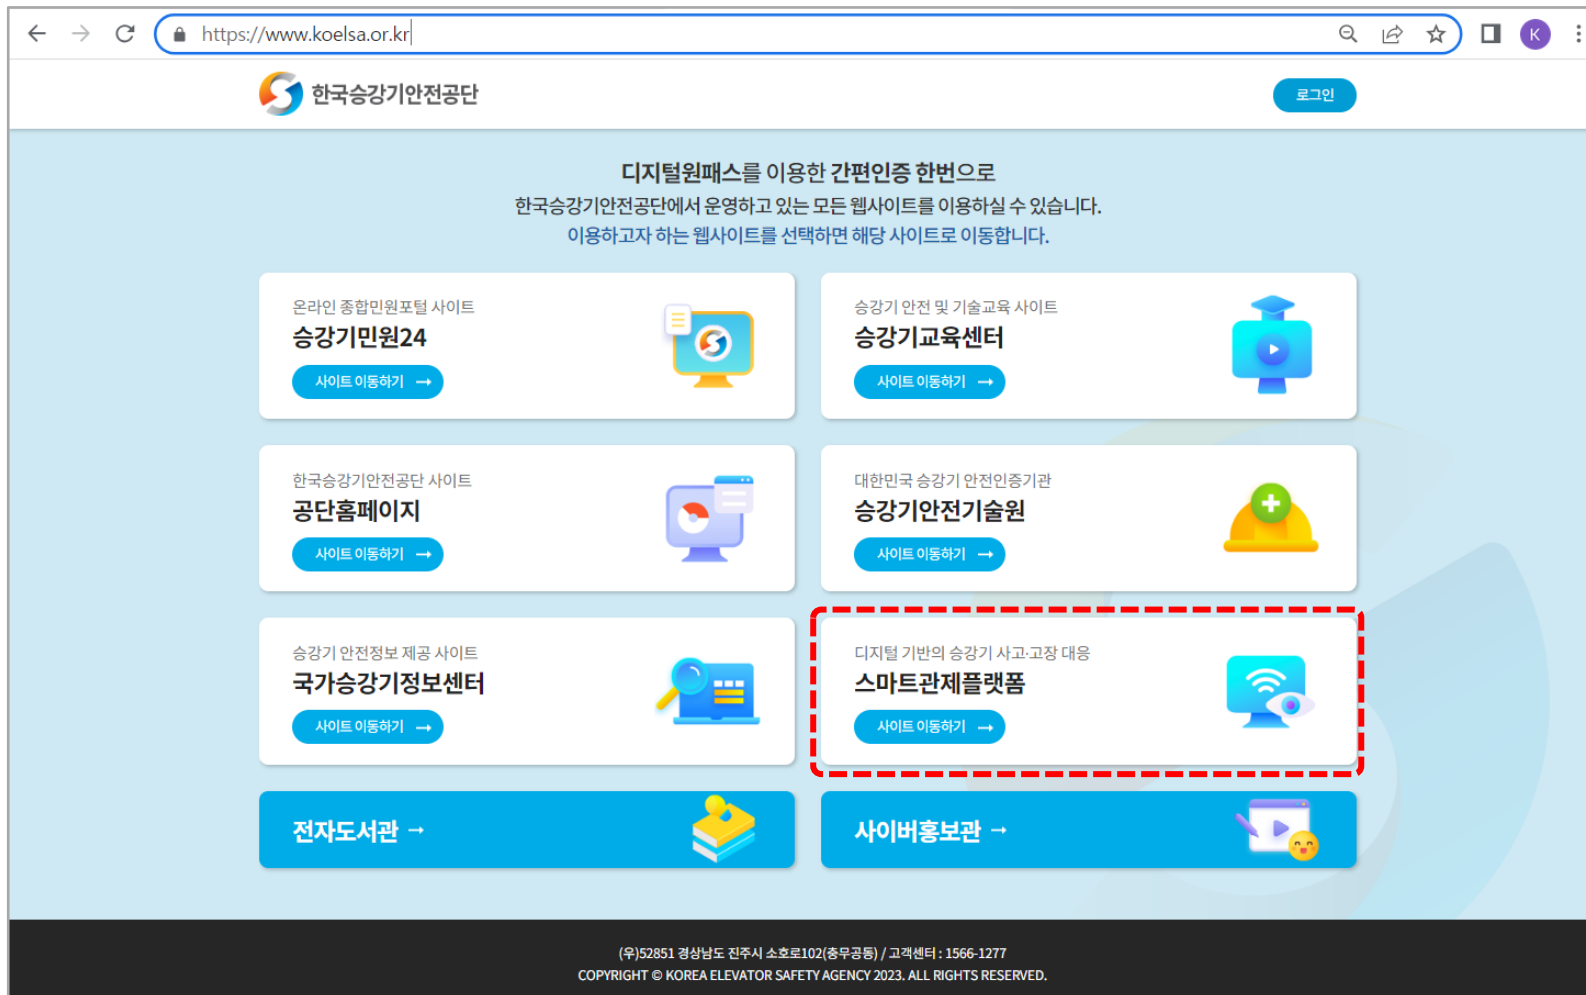 https://www.koelsa.or.kr
K
한국승강기안전공단
로그인
디지털원패스를 이용한 간편인증 한번으로
한국승강기안전공단에서 운영하고 있는 모든 웹사이트를 이용하실 수 있습니다.
이용하고자 하는 웹사이트를 선택하면 해당 사이트로 이동합니다.
온라인 종합민원포털 사이트
승강기민원24
사이트 이동하기 →
승강기 안전 및 기술교육 사이트
승강기교육센터
사이트 이동하기 →
한국승강기안전공단 사이트
공단홈페이지
사이트 이동하기 →
대한민국 승강기 안전인증기관
승강기안전기술원
사이트 이동하기 →
승강기 안전정보 제공 사이트
국가승강기정보센터
사이트 이동하기 →
디지털 기반의 승강기 사고·고장 대응
스마트관제플랫폼
사이트 이동하기 →
전자도서관 →
사이버홍보관 →
(우)52851 경상남도 진주시 소호로102(충무공동) / 고객센터 : 1566-1277
COPYRIGHT © KOREA ELEVATOR SAFETY AGENCY 2023. ALL RIGHTS RESERVED.